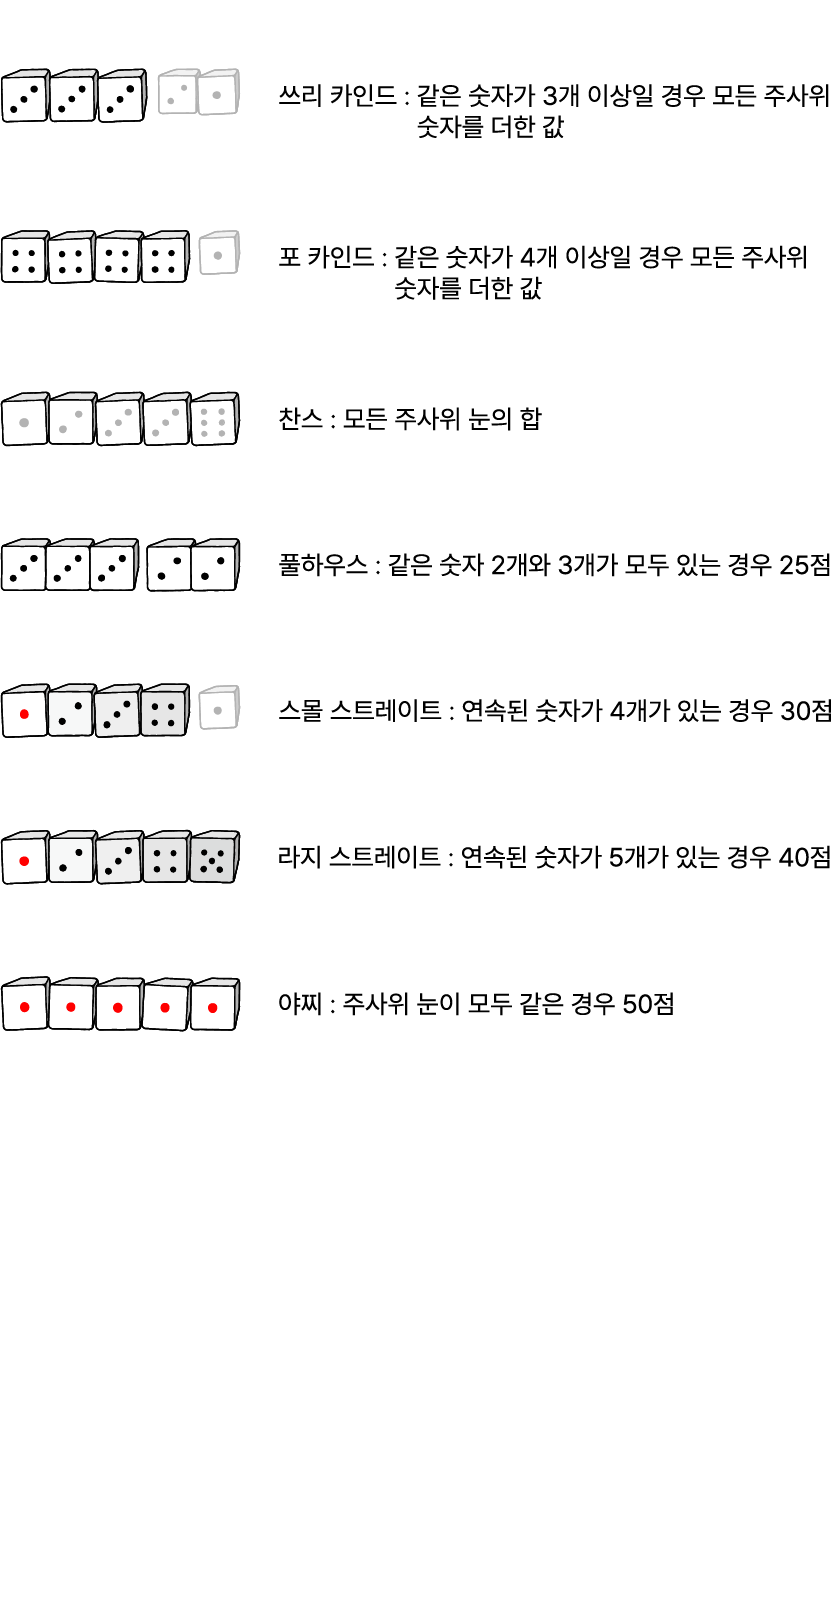 쓰리 카인드 : 같은 숫자가 3개 이상일 경우 모든 주사위
숫자를 더한 값
포 카인드 : 같은 숫자가 4개 이상일 경우 모든 주사위
숫자를 더한 값
찬스 : 모든 주사위 눈의 합
풀하우스 : 같은 숫자 2개와 3개가 모두 있는 경우 25점
스몰 스트레이트 : 연속된 숫자가 4개가 있는 경우 30점
라지 스트레이트 : 연속된 숫자가 5개가 있는 경우 40점
야찌 : 주사위 눈이 모두 같은 경우 50점